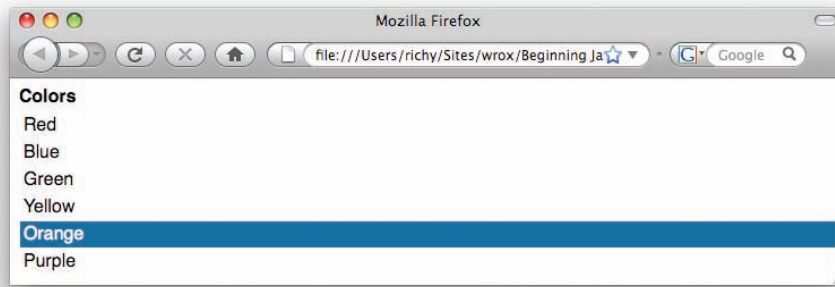 Mozilla Firefox
file:///Users/richy/Sites/wrox/Beginning Ja
G Google
Colors
Red
Blue
Green
Yellow
Orange
Purple